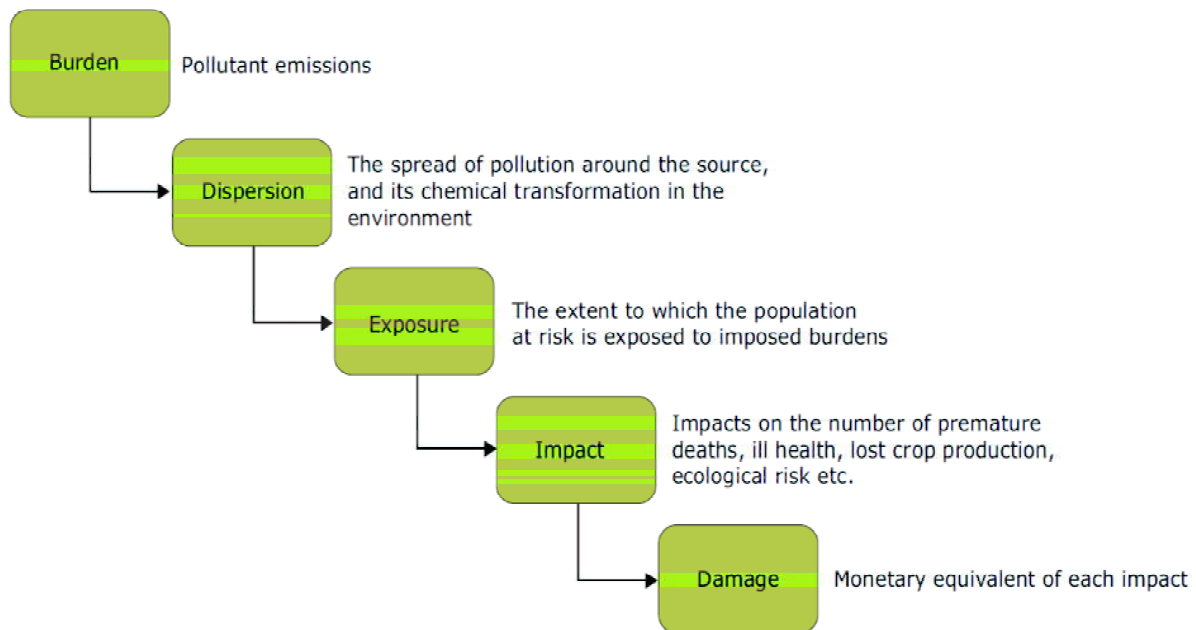 Burden
Pollutant emissions
Dispersion
The spread of pollution around the source,
and its chemical transformation in the
environment
Exposure
The extent to which the population
at risk is exposed to imposed burdens
Impact
Impacts on the number of premature
deaths, ill health, lost crop production,
ecological risk etc.
Damage
Monetary equivalent of each impact